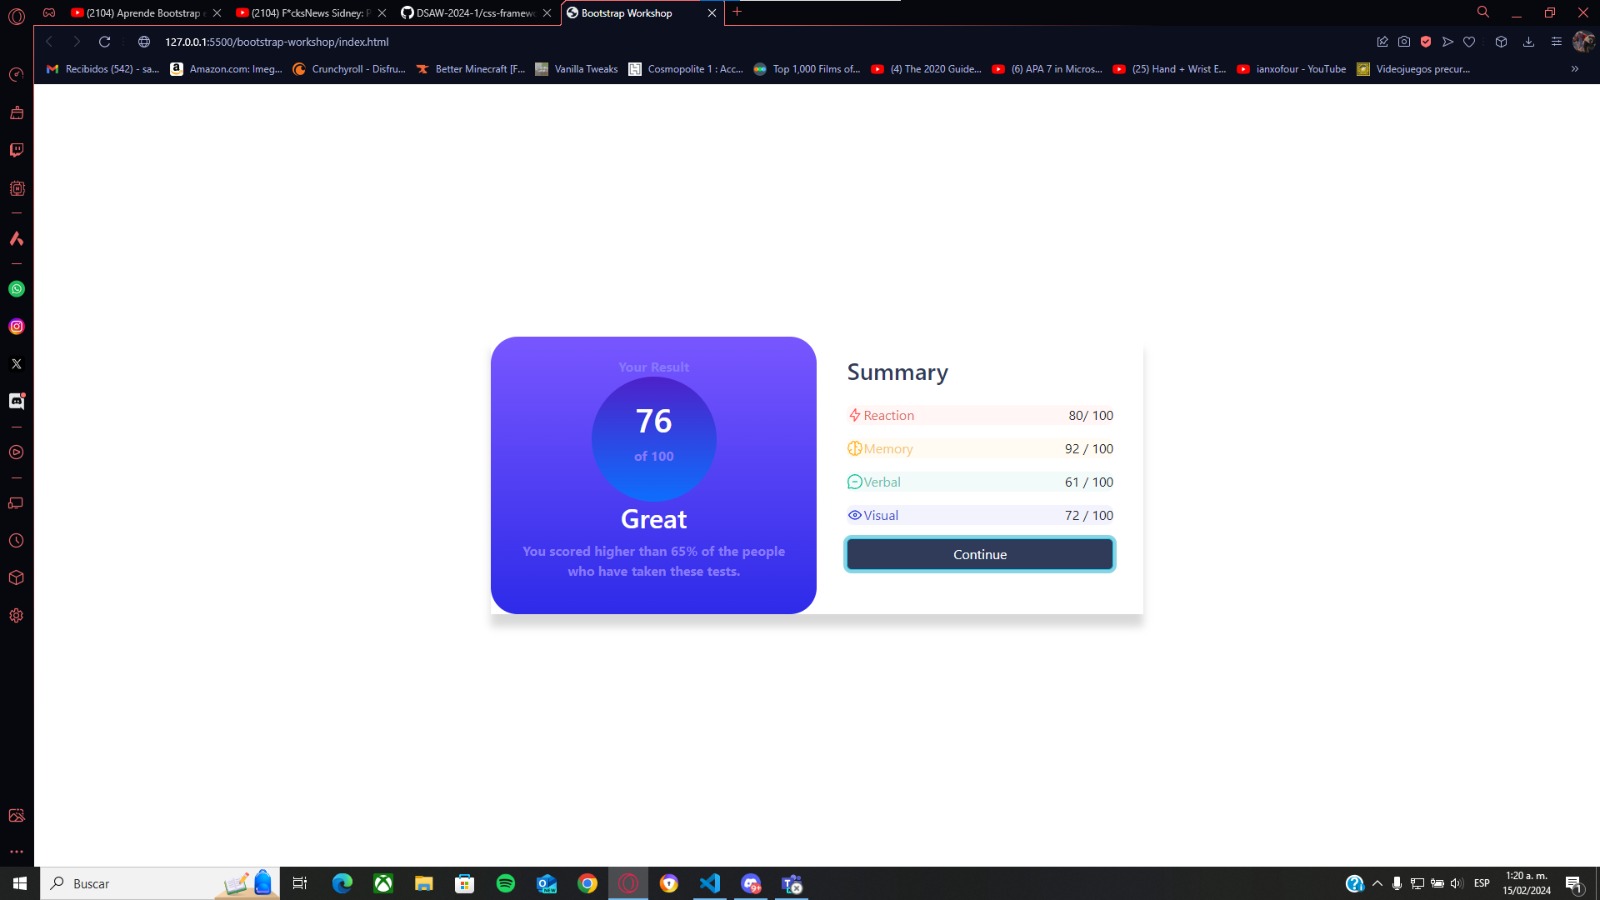 (2104) Aprende Bootstrap e
(2104) F*cksNews Sidney: P
DSAW-2024-1/css-framewo
Bootstrap Workshop
127.0.0.1:5500/bootstrap-workshop/index.html
Recibidos (542) - sa...
Amazon.com: Imeg...
Crunchyroll - Disfru...
Better Minecraft [F...
Vanilla Tweaks
Cosmopolite 1 : Acc...
Top 1,000 Films of...
(4) The 2020 Guide...
(6) APA 7 in Micros...
(25) Hand + Wrist E...
ianxofour - YouTube
Videojuegos precur...
Your Result
76
of 100
Great
You scored higher than 65% of the people
who have taken these tests.
Summary
Reaction 80/ 100
Memory 92 / 100
Verbal 61 / 100
Visual 72 / 100
Continue
Buscar
ESP
1:20 a. m.
15/02/2024